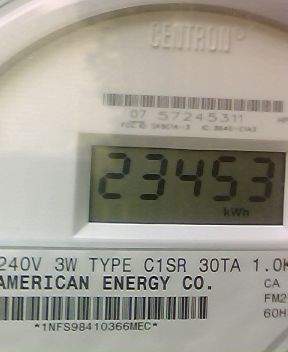 CENTRON®
07 57245311
23453
kWh
240V 3W TYPE C1SR 30TA 1.0K
AMERICAN ENERGY CO.
CA
FM2
60H
*1NFS98410366MEC*